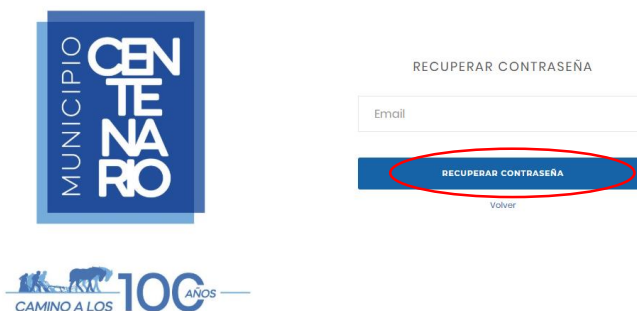 MUNICIPIO
CEN
TE
NA
RIO
CAMINO A LOS 100 AÑOS
RECUPERAR CONTRASEÑA
Email
RECUPERAR CONTRASEÑA
Volver